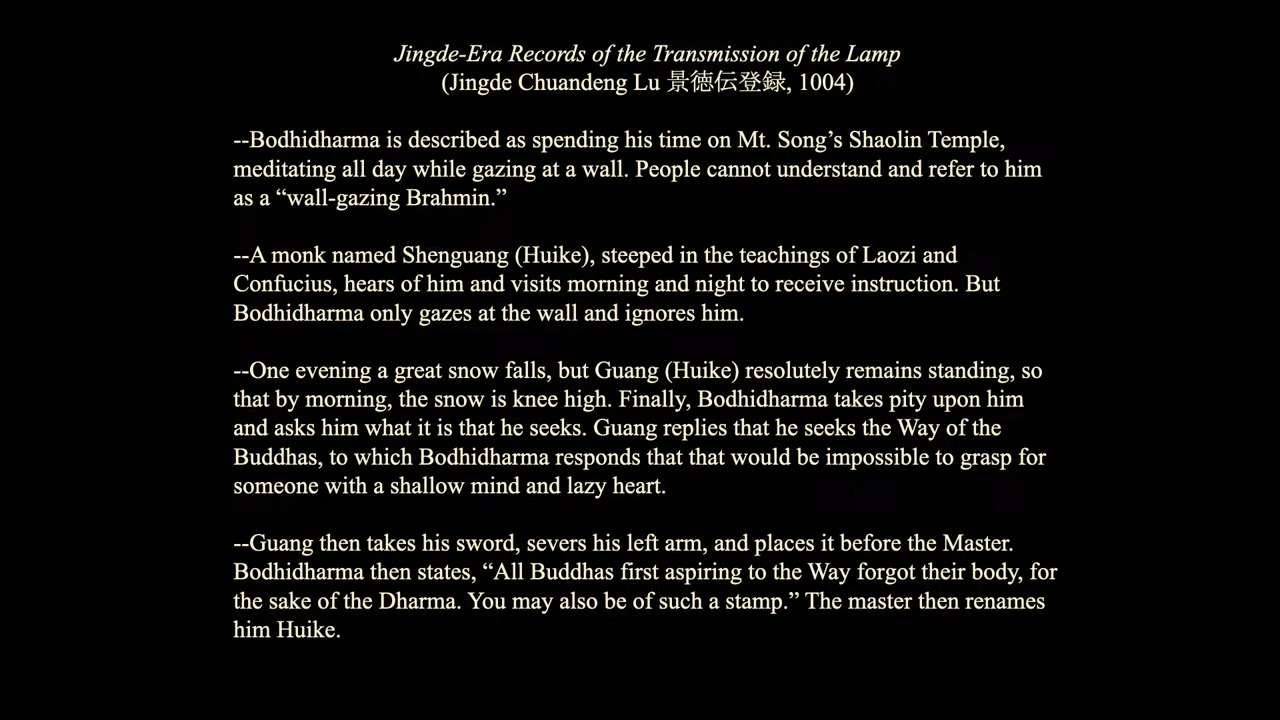 Jingde-Era Records of the Transmission of the Lamp
(Jingde Chuandeng Lu 景徳伝登録, 1004)
--Bodhidharma is described as spending his time on Mt. Song’s Shaolin Temple,
meditating all day while gazing at a wall. People cannot understand and refer to him
as a “wall-gazing Brahmin.”
--A monk named Shenguang (Huike), steeped in the teachings of Laozi and
Confucius, hears of him and visits morning and night to receive instruction. But
Bodhidharma only gazes at the wall and ignores him.
--One evening a great snow falls, but Guang (Huike) resolutely remains standing, so
that by morning, the snow is knee high. Finally, Bodhidharma takes pity upon him
and asks him what it is that he seeks. Guang replies that he seeks the Way of the
Buddhas, to which Bodhidharma responds that that would be impossible to grasp for
someone with a shallow mind and lazy heart.
--Guang then takes his sword, severs his left arm, and places it before the Master.
Bodhidharma then states, “All Buddhas first aspiring to the Way forgot their body, for
the sake of the Dharma. You may also be of such a stamp.” The master then renames
him Huike.